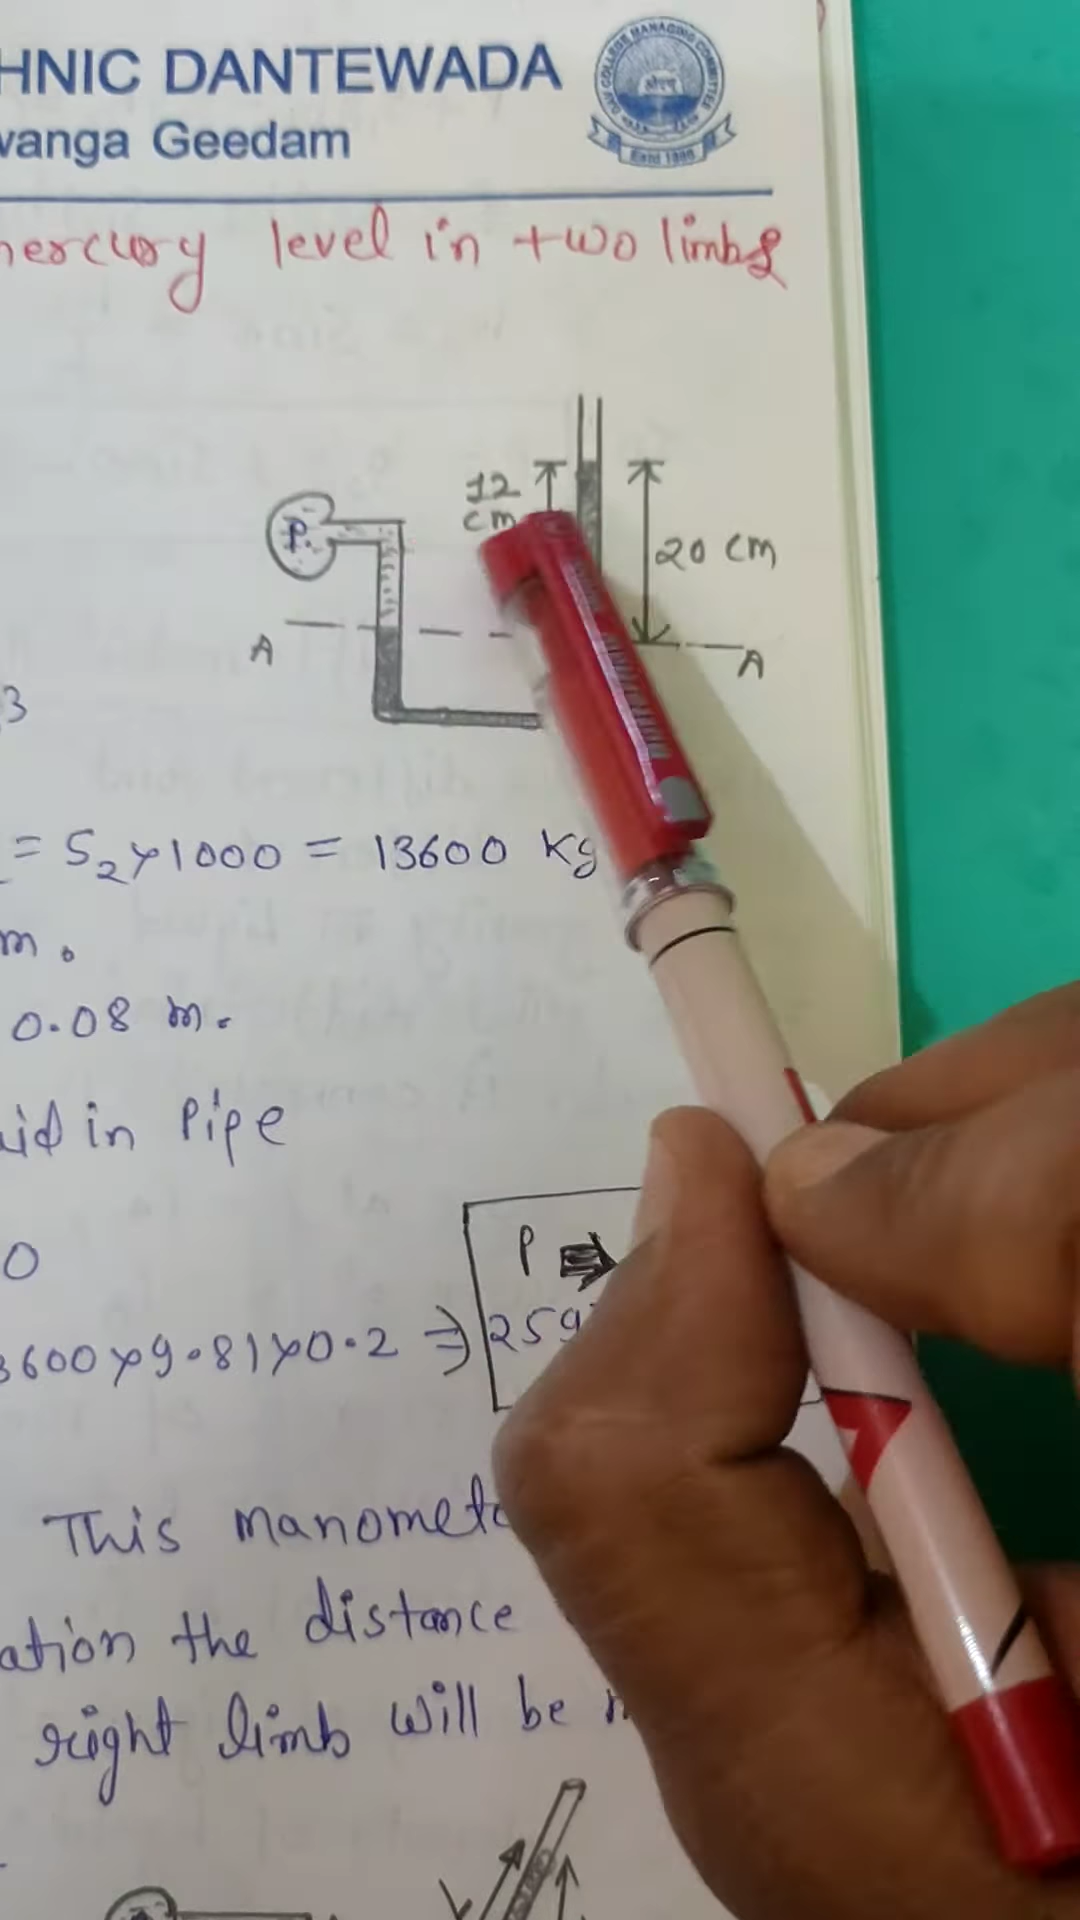 HNIC DANTEWADA
vanga Geedam
mercury level in two limbs
12
cm
20 cm
P.
A
A
3
= S₂×1000 = 13600 Kg
m.
0.08 m.
uid in Pipe
0
P
3600×9.81×0.2 ⇒ 259
This manomete
ation the distance
right limb will be